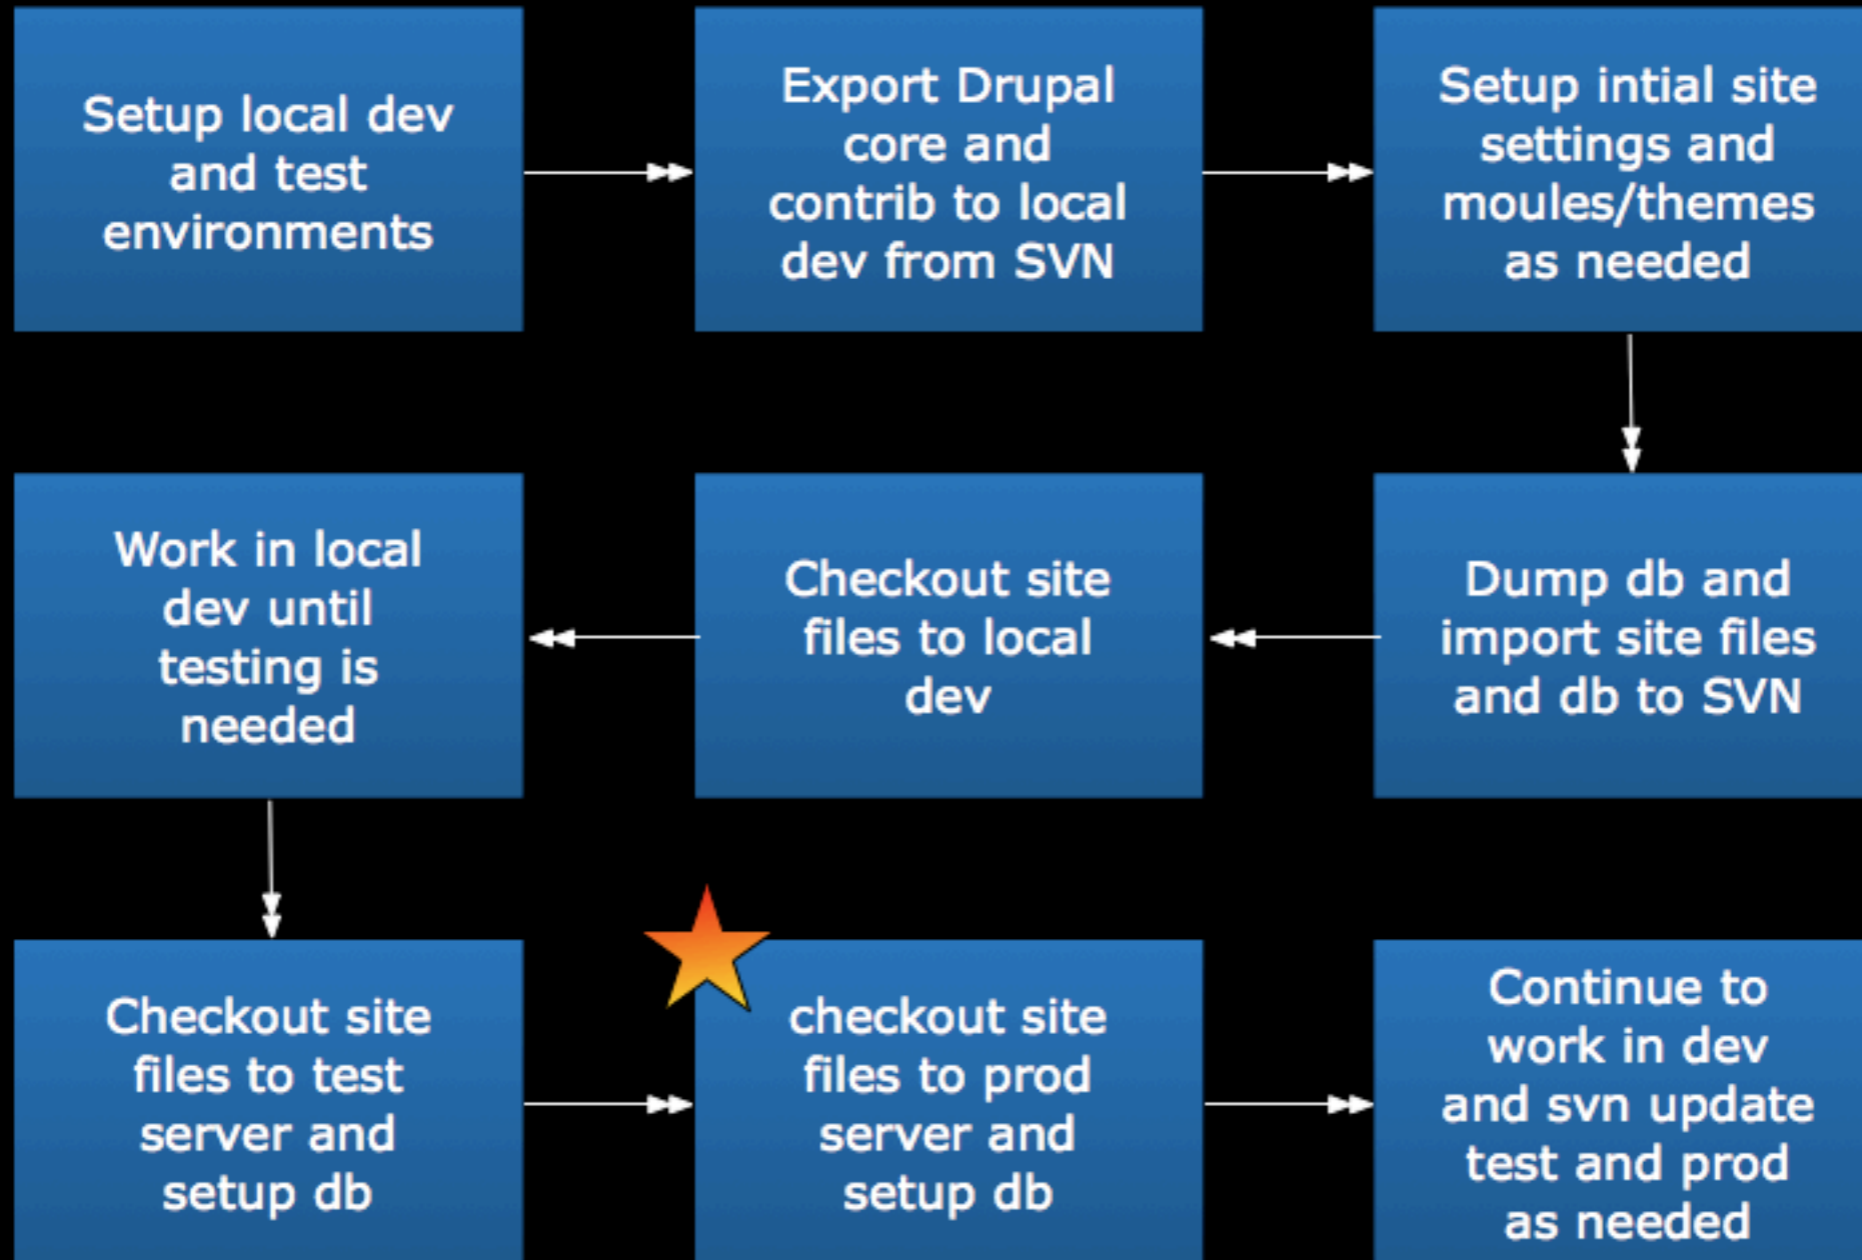 Setup local dev
and test
environments
Export Drupal
core and
contrib to local
dev from SVN
Setup intial site
settings and
moules/themes
as needed
Dump db and
import site files
and db to SVN
Checkout site
files to local
dev
Work in local
dev until
testing is
needed
Checkout site
files to test
server and
setup db
checkout site
files to prod
server and
setup db
Continue to
work in dev
and svn update
test and prod
as needed